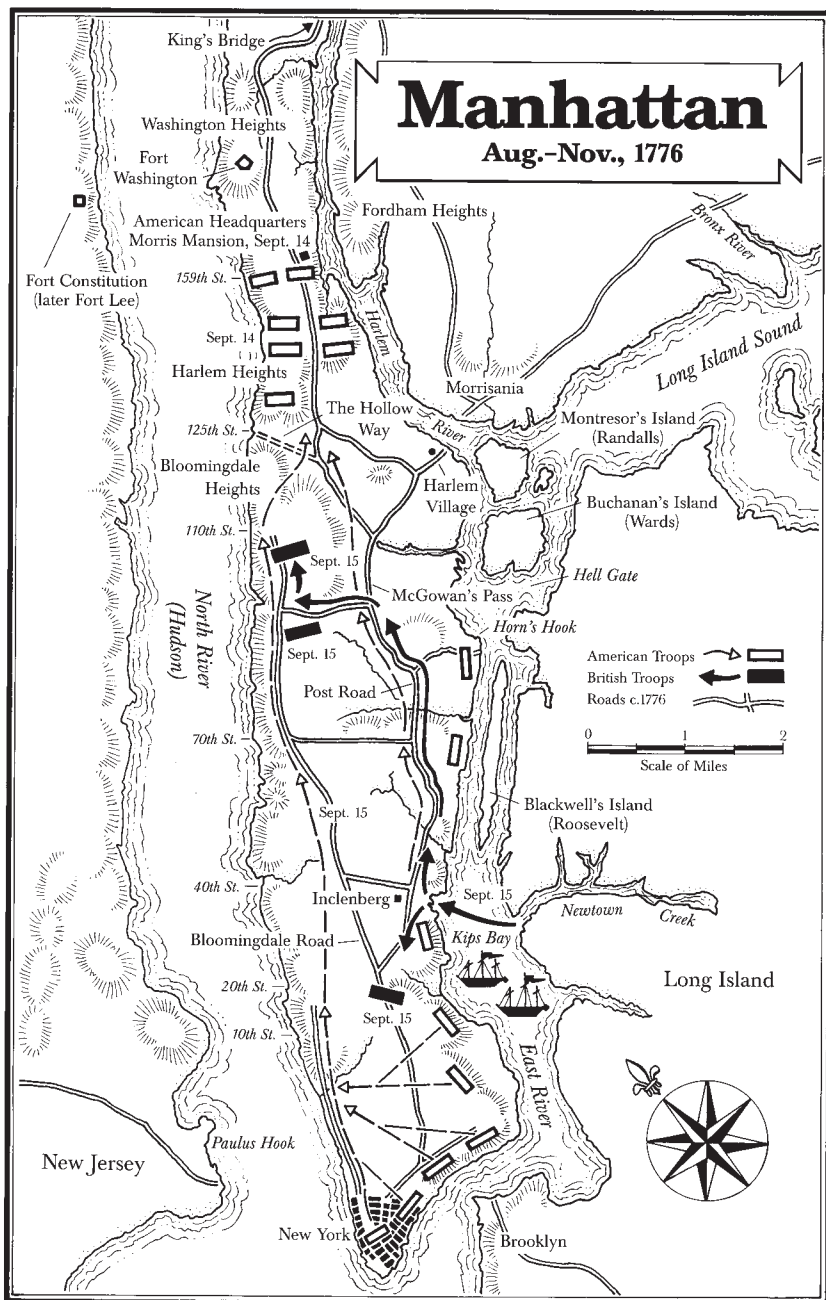 King's Bridge
Manhattan
Aug.–Nov., 1776
Washington Heights
Fort
Washington
Fordham Heights
Bronx River
American Headquarters
Morris Mansion, Sept. 14
Fort Constitution
(later Fort Lee)
159th St.
Sept. 14
Harlem
River
Long Island Sound
Harlem Heights
Morrisania
The Hollow
Way
125th St.
Montresor's Island
(Randalls)
Bloomingdale
Heights
Harlem
Village
Buchanan's Island
(Wards)
110th St.
Sept. 15
Hell Gate
McGowan's Pass
North River
(Hudson)
Horn's Hook
Sept. 15
American Troops
British Troops
Roads c.1776
Post Road
70th St.
0 1 2
Scale of Miles
Sept. 15
Blackwell's Island
(Roosevelt)
40th St.
Inclenberg
Sept. 15
Newtown
Creek
Bloomingdale Road
Kips Bay
Long Island
20th St.
Sept. 15
10th St.
East River
Paulus Hook
New Jersey
New York
Brooklyn